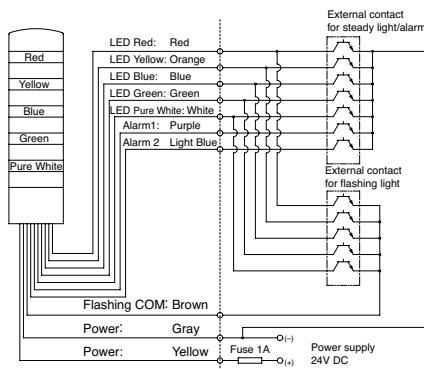 External contact
for steady light/alarm
LED Red: Red
LED Yellow: Orange
LED Blue: Blue
LED Green: Green
LED Pure White: White
Alarm1: Purple
Alarm 2 Light Blue
Red
Yellow
Blue
Green
Pure White
External contact
for flashing light
Flashing COM: Brown
Power: Gray
Power: Yellow
Fuse 1A
(−)
(+)
Power supply
24V DC